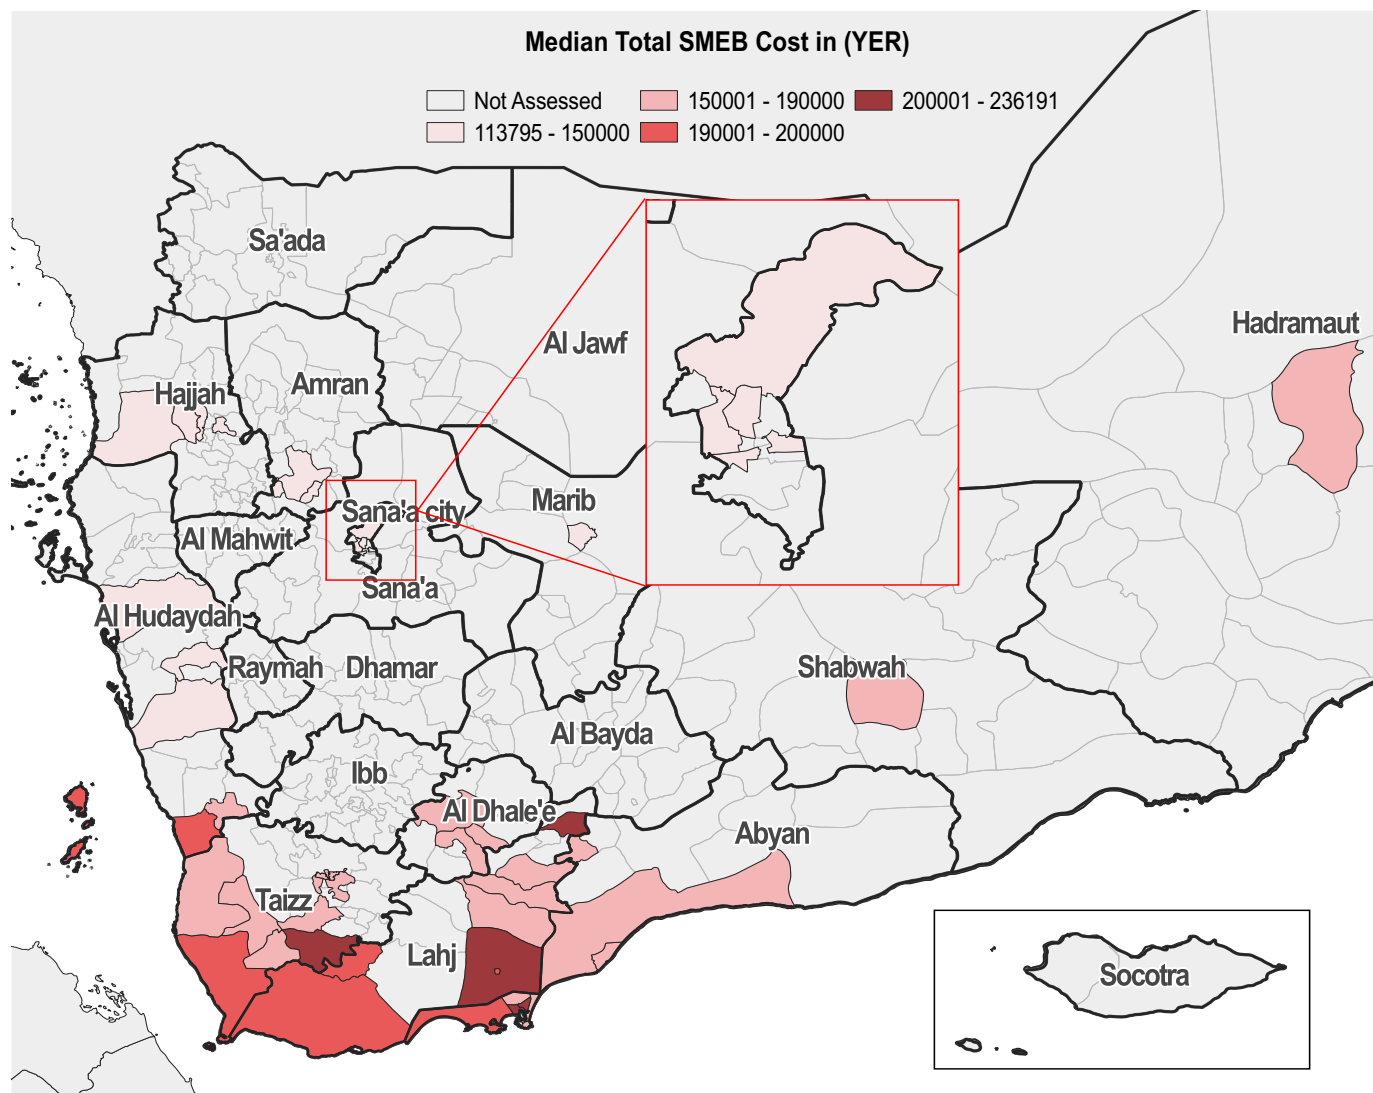 Median Total SMEB Cost in (YER)
Not Assessed
150001 - 190000
200001 - 236191
113795 - 150000
190001 - 200000
Sa'ada
Hadramaut
Al Jawf
Hajjah
Amran
Marib
Sana'a city
Al Mahwit
Sana'a
Al Hudaydah
Raymah
Dhamar
Shabwah
Al Bayda
Ibb
Al Dhale'e
Abyan
Taizz
Lahj
Socotra